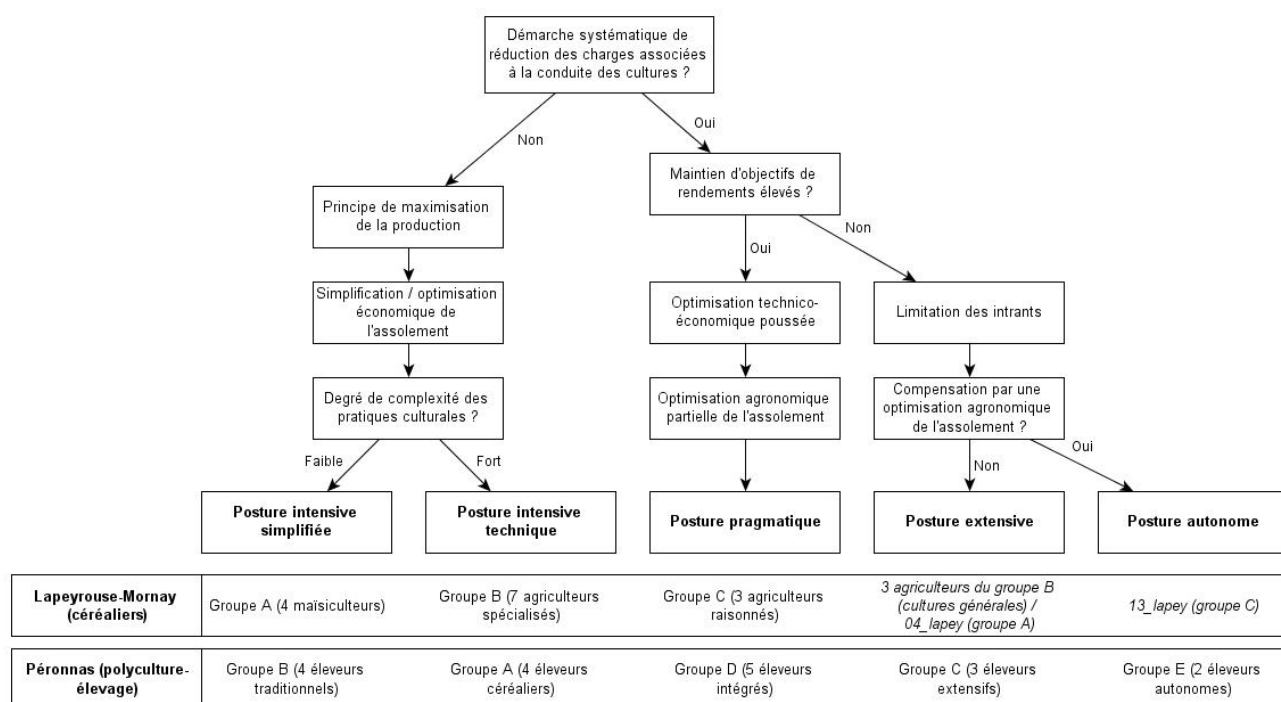 Démarche systématique de
réduction des charges associées
à la conduite des cultures ?
Non
Oui
Maintien d'objectifs de
rendements élevés ?
Principe de maximisation
de la production
Oui
Non
Simplification / optimisation
économique de
l'assolement
Optimisation technico-
économique poussée
Limitation des intrants
Degré de complexité des
pratiques culturales ?
Optimisation agronomique
partielle de l'assolement
Compensation par une
optimisation agronomique
de l'assolement ?
Faible
Fort
Non
Oui
Posture intensive
simplifiée
Posture intensive
technique
Posture pragmatique
Posture extensive
Posture autonome
Lapeyrouse-Mornay
(céréaliers)
Groupe A (4 maïsiculteurs)
Groupe B (7 agriculteurs
spécialisés)
Groupe C (3 agriculteurs
raisonnés)
3 agriculteurs du groupe B
(cultures générales) /
04_lapey (groupe A)
13_lapey (groupe C)
Péronnas (polyculture-
élevage)
Groupe B (4 éleveurs
traditionnels)
Groupe A (4 éleveurs
céréaliers)
Groupe D (5 éleveurs
intégrés)
Groupe C (3 éleveurs
extensifs)
Groupe E (2 éleveurs
autonomes)